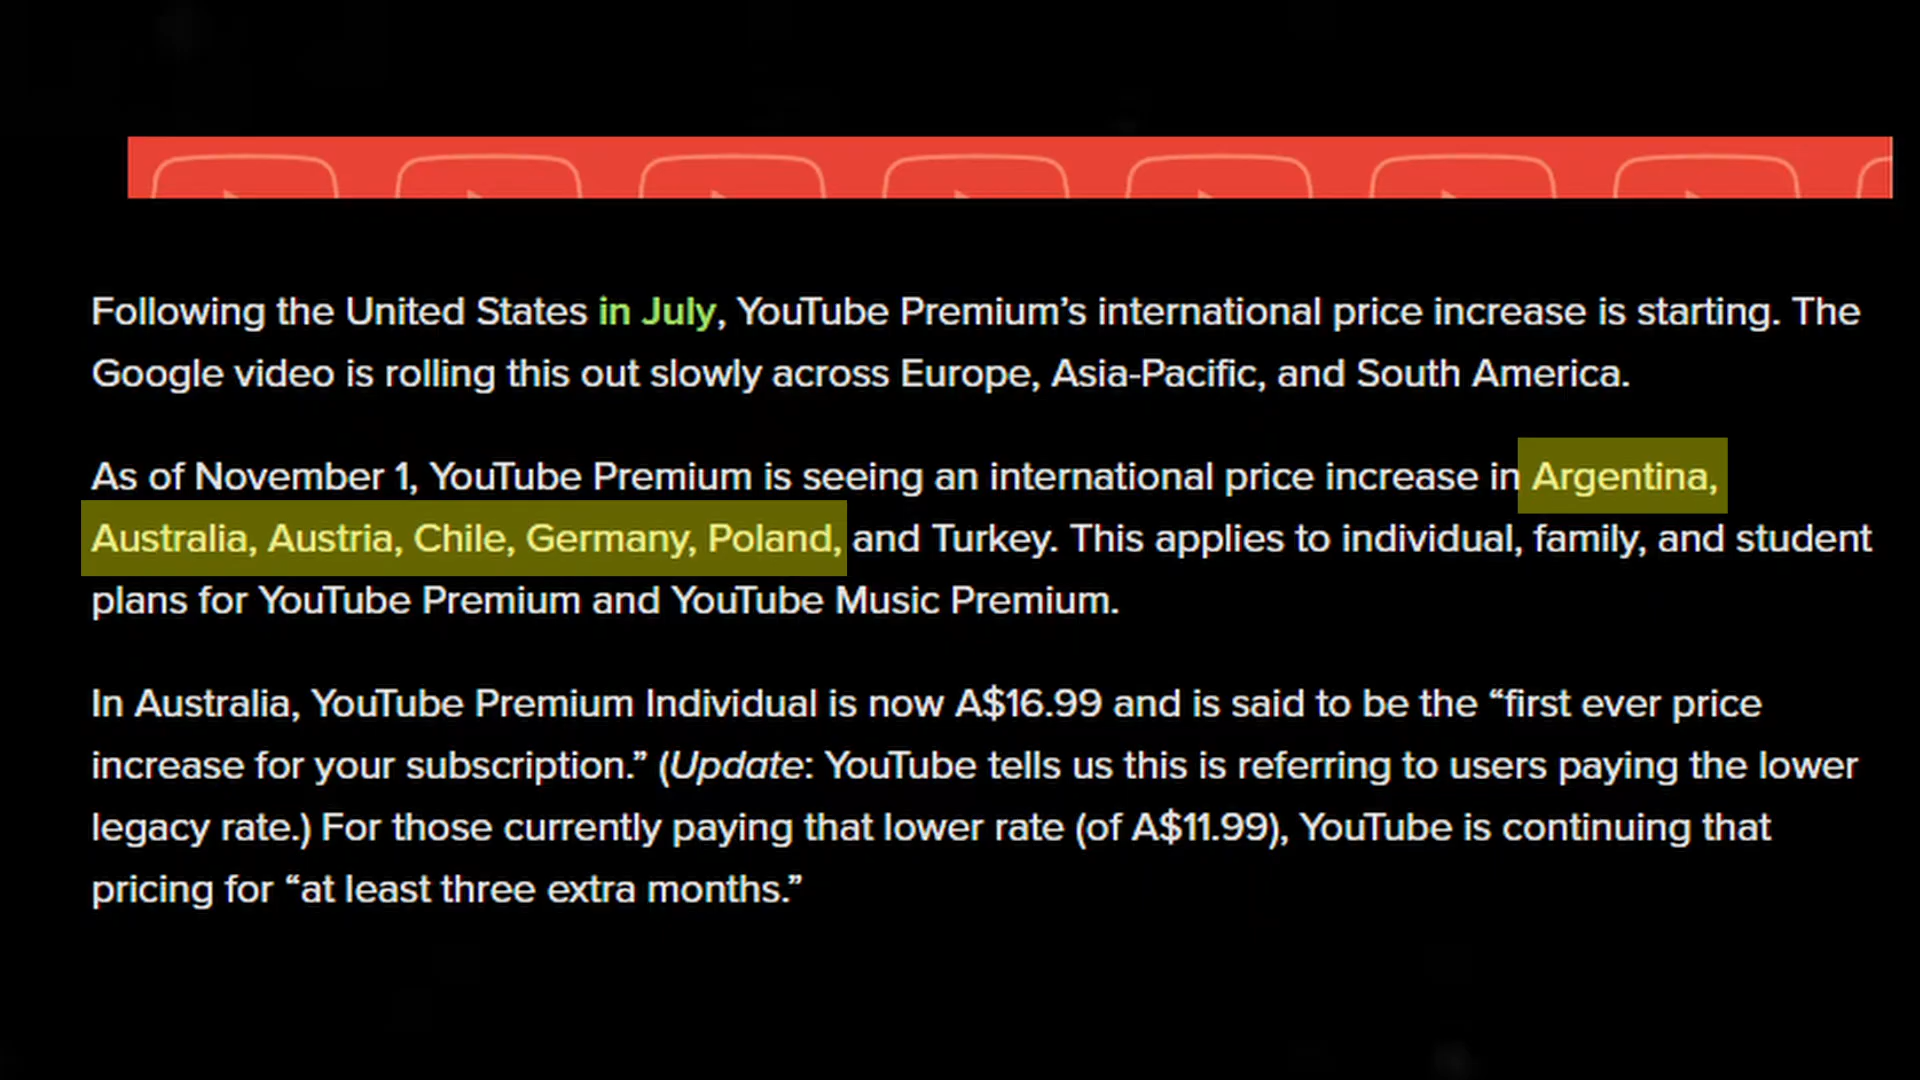 Following the United States in July, YouTube Premium’s international price increase is starting. The
Google video is rolling this out slowly across Europe, Asia-Pacific, and South America.
As of November 1, YouTube Premium is seeing an international price increase in Argentina,
Australia, Austria, Chile, Germany, Poland, and Turkey. This applies to individual, family, and student
plans for YouTube Premium and YouTube Music Premium.
In Australia, YouTube Premium Individual is now A$16.99 and is said to be the “first ever price
increase for your subscription.” (Update: YouTube tells us this is referring to users paying the lower
legacy rate.) For those currently paying that lower rate (of A$11.99), YouTube is continuing that
pricing for “at least three extra months.”